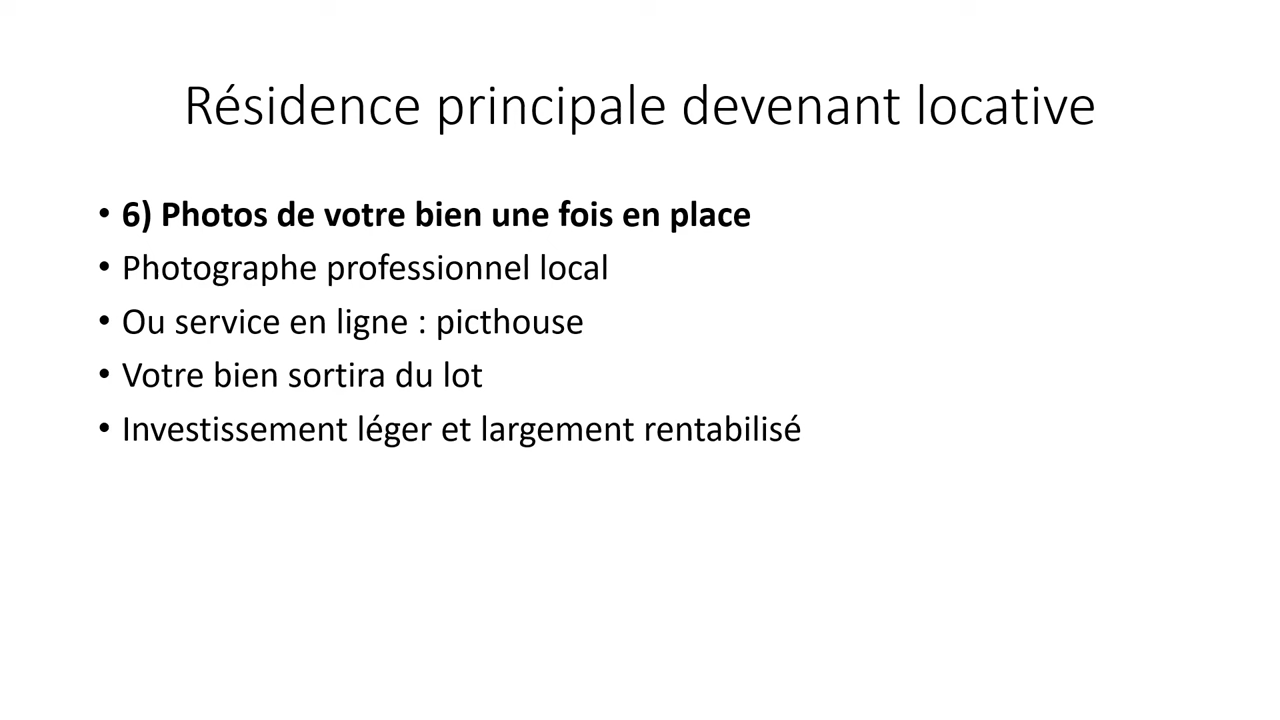 Résidence principale devenant locative
• 6) Photos de votre bien une fois en place
• Photographe professionnel local
• Ou service en ligne : picthouse
• Votre bien sortira du lot
• Investissement léger et largement rentabilisé